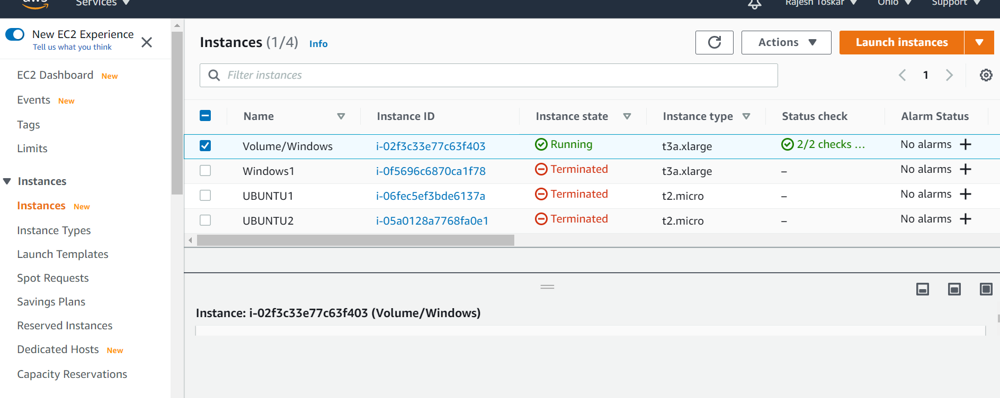 aws Services Rajesh Toskar Ohio Support
New EC2 Experience
Tell us what you think
EC2 Dashboard New
Events New
Tags
Limits
Instances
Instances New
Instance Types
Launch Templates
Spot Requests
Savings Plans
Reserved Instances
Dedicated Hosts New
Capacity Reservations
Instances (1/4) Info
Actions
Launch instances
Filter instances
1
Name Instance ID Instance state Instance type Status check Alarm Status
Volume/Windows i-02f3c33e77c63f403 Running t3a.xlarge 2/2 checks ... No alarms +
Windows1 i-0f5696c6870ca1f78 Terminated t3a.xlarge – No alarms +
UBUNTU1 i-06fec5ef3bde6137a Terminated t2.micro – No alarms +
UBUNTU2 i-05a0128a7768fa0e1 Terminated t2.micro – No alarms +
Instance: i-02f3c33e77c63f403 (Volume/Windows)